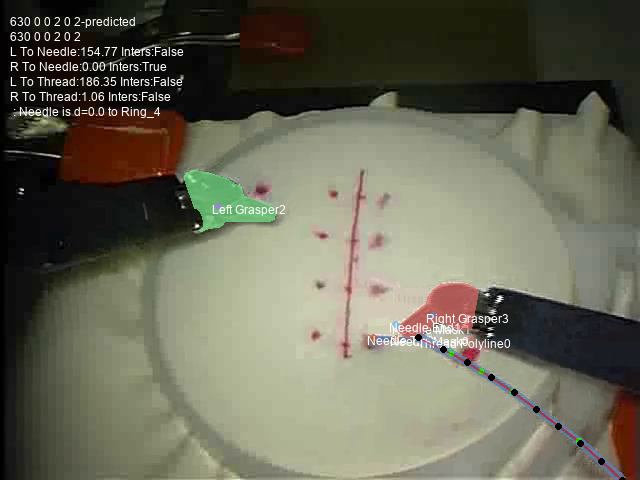 630 0 0 2 0 2-predicted
630 0 0 2 0 2
L To Needle:154.77 Inters:False
R To Needle:0.00 Inters:True
L To Thread:186.35 Inters:False
R To Thread:1.06 Inters:False
: Needle is d=0.0 to Ring_4
Left Grasper2
Right Grasper3